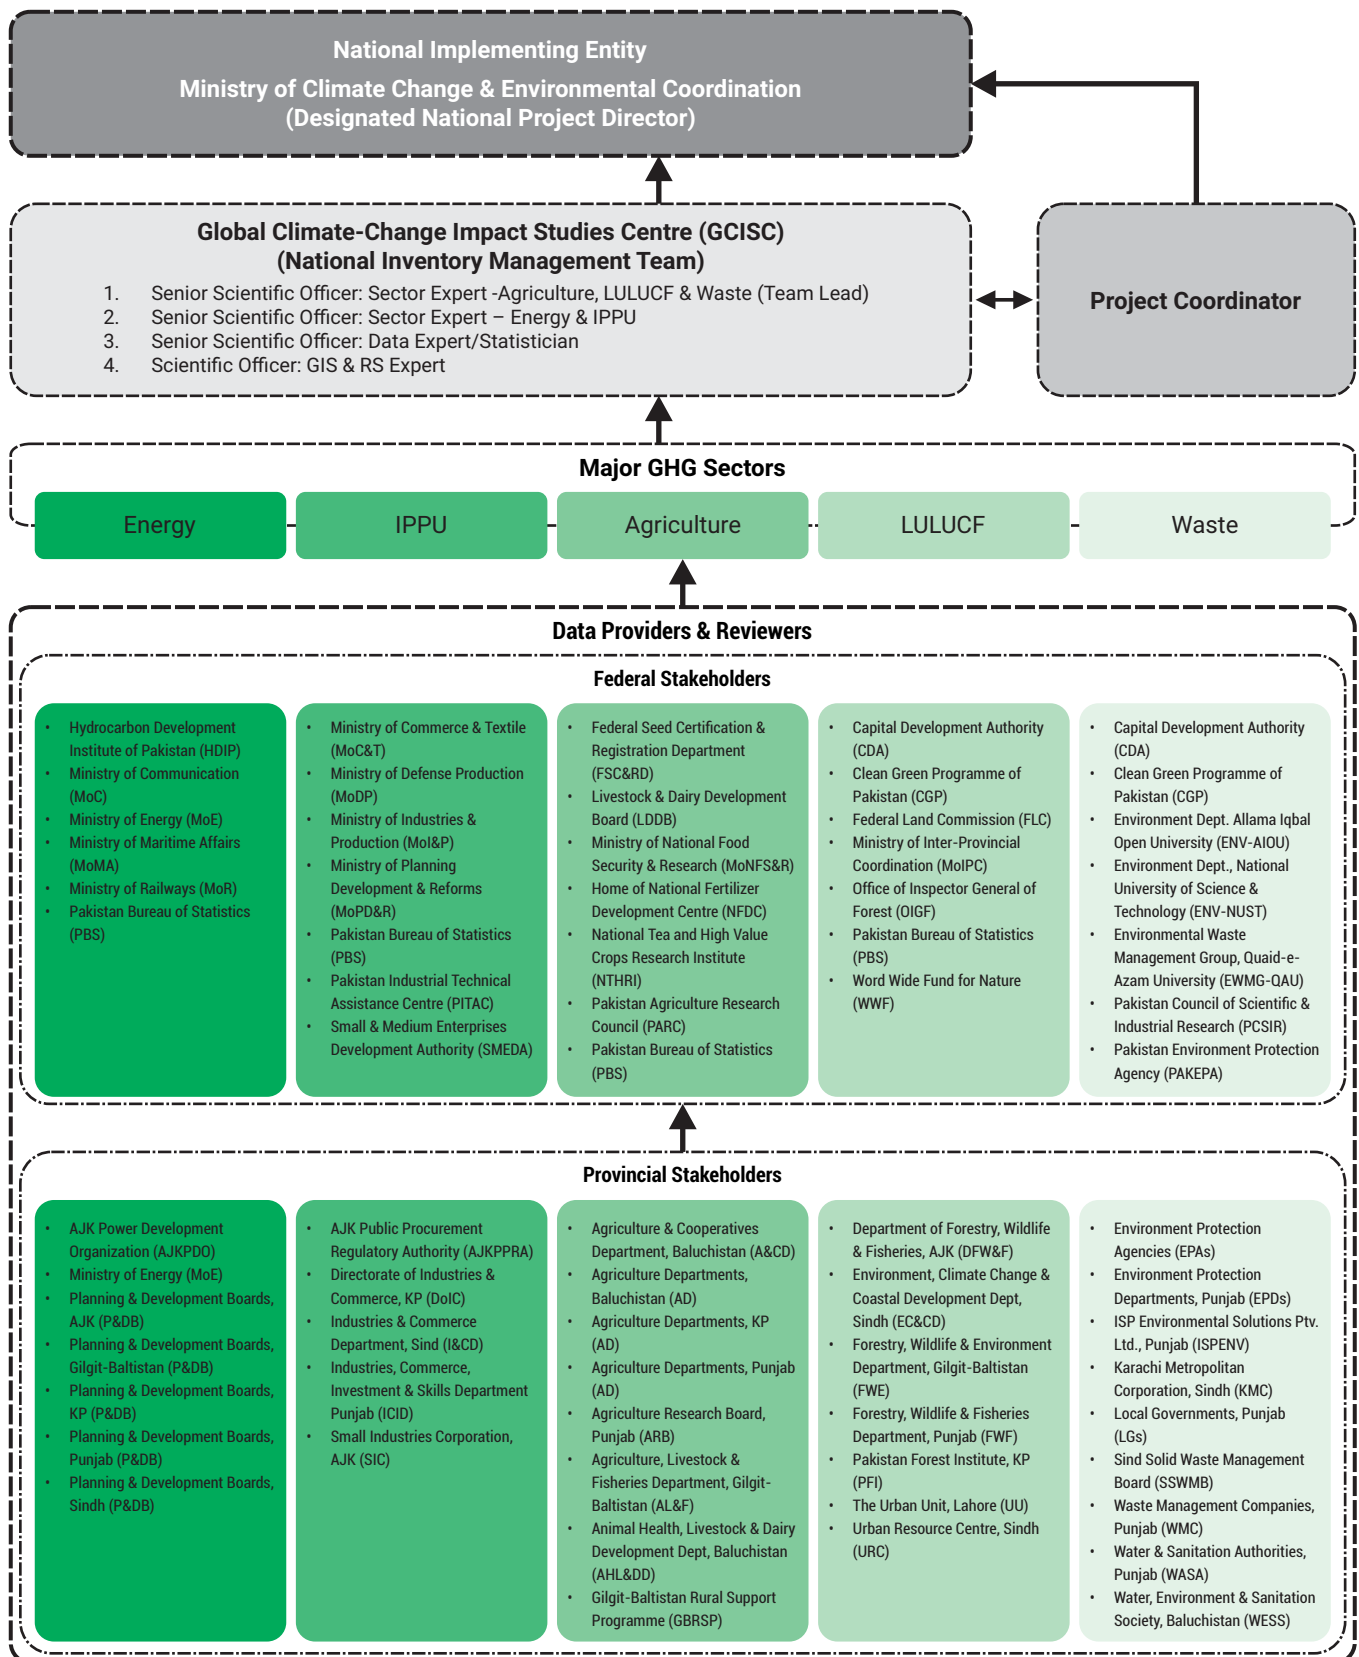 National Implementing Entity
Ministry of Climate Change & Environmental Coordination
(Designated National Project Director)
Global Climate-Change Impact Studies Centre (GCISC)
(National Inventory Management Team)
1. Senior Scientific Officer: Sector Expert -Agriculture, LULUCF & Waste (Team Lead)
2. Senior Scientific Officer: Sector Expert – Energy & IPPU
3. Senior Scientific Officer: Data Expert/Statistician
4. Scientific Officer: GIS & RS Expert
Project Coordinator
Major GHG Sectors
Energy
IPPU
Agriculture
LULUCF
Waste
Data Providers & Reviewers
Federal Stakeholders
• Hydrocarbon Development
Institute of Pakistan (HDIP)
• Ministry of Communication
(MoC)
• Ministry of Energy (MoE)
• Ministry of Maritime Affairs
(MoMA)
• Ministry of Railways (MoR)
• Pakistan Bureau of Statistics
(PBS)
• Ministry of Commerce & Textile
(MoC&T)
• Ministry of Defense Production
(MoDP)
• Ministry of Industries &
Production (MoI&P)
• Ministry of Planning
Development & Reforms
(MoPD&R)
• Pakistan Bureau of Statistics
(PBS)
• Pakistan Industrial Technical
Assistance Centre (PITAC)
• Small & Medium Enterprises
Development Authority (SMEDA)
• Federal Seed Certification &
Registration Department
(FSC&RD)
• Livestock & Dairy Development
Board (LDDB)
• Ministry of National Food
Security & Research (MoNFS&R)
• Home of National Fertilizer
Development Centre (NFDC)
• National Tea and High Value
Crops Research Institute
(NTHRI)
• Pakistan Agriculture Research
Council (PARC)
• Pakistan Bureau of Statistics
(PBS)
• Capital Development Authority
(CDA)
• Clean Green Programme of
Pakistan (CGP)
• Federal Land Commission (FLC)
• Ministry of Inter-Provincial
Coordination (MoIPC)
• Office of Inspector General of
Forest (OIGF)
• Pakistan Bureau of Statistics
(PBS)
• Word Wide Fund for Nature
(WWF)
• Capital Development Authority
(CDA)
• Clean Green Programme of
Pakistan (CGP)
• Environment Dept. Allama Iqbal
Open University (ENV-AIOU)
• Environment Dept., National
University of Science &
Technology (ENV-NUST)
• Environmental Waste
Management Group, Quaid-e-
Azam University (EWMG-QAU)
• Pakistan Council of Scientific &
Industrial Research (PCSIR)
• Pakistan Environment Protection
Agency (PAKEPA)
Provincial Stakeholders
• AJK Power Development
Organization (AJKPDO)
• Ministry of Energy (MoE)
• Planning & Development Boards,
AJK (P&DB)
• Planning & Development Boards,
Gilgit-Baltistan (P&DB)
• Planning & Development Boards,
KP (P&DB)
• Planning & Development Boards,
Punjab (P&DB)
• Planning & Development Boards,
Sindh (P&DB)
• AJK Public Procurement
Regulatory Authority (AJKPPRA)
• Directorate of Industries &
Commerce, KP (DoIC)
• Industries & Commerce
Department, Sind (I&CD)
• Industries, Commerce,
Investment & Skills Department
Punjab (ICID)
• Small Industries Corporation,
AJK (SIC)
• Agriculture & Cooperatives
Department, Baluchistan (A&CD)
• Agriculture Departments,
Baluchistan (AD)
• Agriculture Departments, KP
(AD)
• Agriculture Departments, Punjab
(AD)
• Agriculture Research Board,
Punjab (ARB)
• Agriculture, Livestock &
Fisheries Department, Gilgit-
Baltistan (AL&F)
• Animal Health, Livestock & Dairy
Development Dept, Baluchistan
(AHL&DD)
• Gilgit-Baltistan Rural Support
Programme (GBRSP)
• Department of Forestry, Wildlife
& Fisheries, AJK (DFW&F)
• Environment, Climate Change &
Coastal Development Dept,
Sindh (EC&CD)
• Forestry, Wildlife & Environment
Department, Gilgit-Baltistan
(FWE)
• Forestry, Wildlife & Fisheries
Department, Punjab (FWF)
• Pakistan Forest Institute, KP
(PFI)
• The Urban Unit, Lahore (UU)
• Urban Resource Centre, Sindh
(URC)
• Environment Protection
Agencies (EPAs)
• Environment Protection
Departments, Punjab (EPDs)
• ISP Environmental Solutions Ptv.
Ltd., Punjab (ISPENV)
• Karachi Metropolitan
Corporation, Sindh (KMC)
• Local Governments, Punjab
(LGs)
• Sind Solid Waste Management
Board (SSWMB)
• Waste Management Companies,
Punjab (WMC)
• Water & Sanitation Authorities,
Punjab (WASA)
• Water, Environment & Sanitation
Society, Baluchistan (WESS)